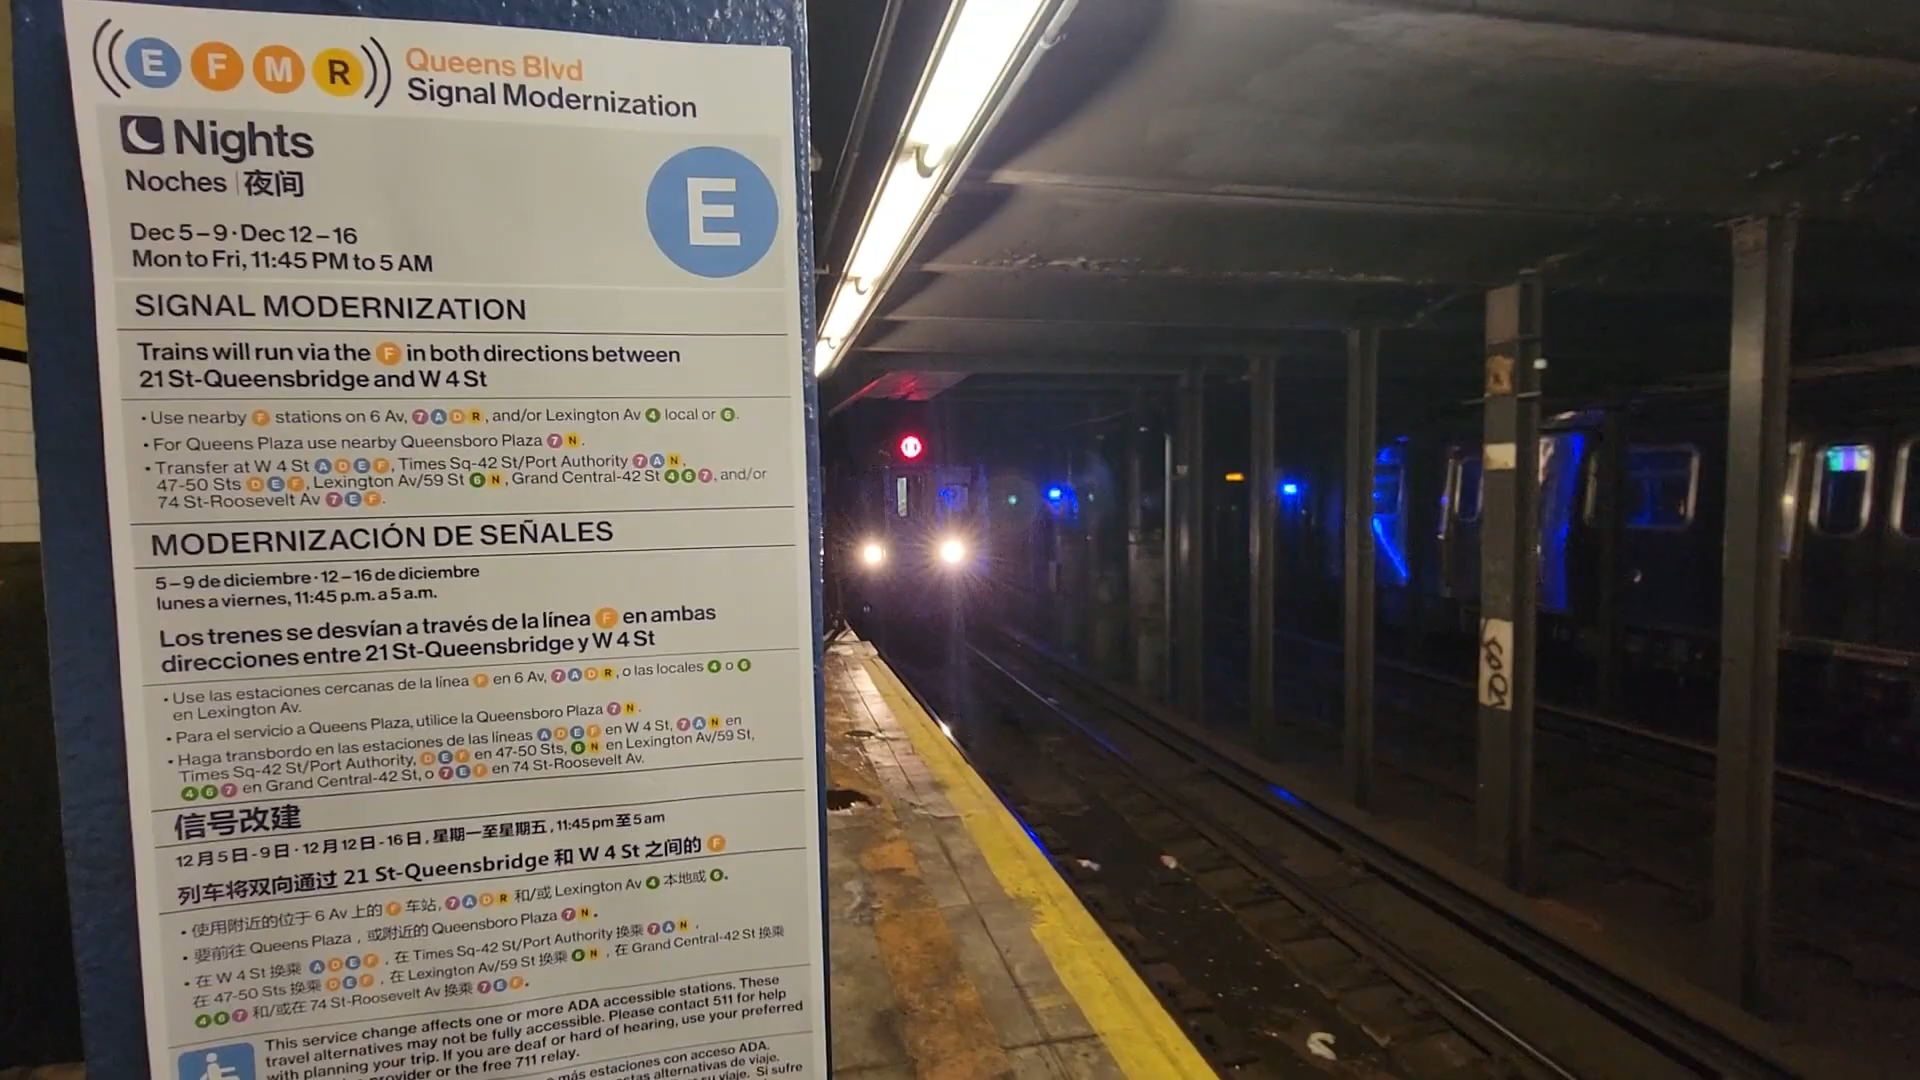 E F M R Queens Blvd
Signal Modernization
Nights
Noches | 夜间
E
Dec 5 – 9 · Dec 12 – 16
Mon to Fri, 11:45 PM to 5 AM
SIGNAL MODERNIZATION
Trains will run via the F in both directions between
21 St-Queensbridge and W 4 St
• Use nearby F stations on 6 Av, 7 A D R, and/or Lexington Av 4 local or 6.
• For Queens Plaza use nearby Queensboro Plaza 7 N.
• Transfer at W 4 St A D E F, Times Sq-42 St/Port Authority 7 A N,
47-50 Sts D E F, Lexington Av/59 St 6 N, Grand Central-42 St 4 6 7, and/or
74 St-Roosevelt Av 7 E F.
MODERNIZACIÓN DE SEÑALES
5 – 9 de diciembre · 12 – 16 de diciembre
lunes a viernes, 11:45 p.m. a 5 a.m.
Los trenes se desvían a través de la línea F en ambas
direcciones entre 21 St-Queensbridge y W 4 St
• Use las estaciones cercanas de la línea F en 6 Av, 7 A D R, o las locales 4 o 6
en Lexington Av.
• Para el servicio a Queens Plaza, utilice la Queensboro Plaza 7 N.
• Haga transbordo en las estaciones de las líneas A D E F en W 4 St, 7 A N en
Times Sq-42 St/Port Authority, D E F en 47-50 Sts, 6 N en Lexington Av/59 St,
4 6 7 en Grand Central-42 St, o 7 E F en 74 St-Roosevelt Av.
信号改建
12月5日 - 9日 · 12月12日 - 16日, 星期一至星期五, 11:45 pm 至 5 am
列车将双向通过 21 St-Queensbridge 和 W 4 St 之间的 F
• 使用附近的位于 6 Av 上的 F 车站, 7 A D R 和/或 Lexington Av 4 本地或 6.
• 要前往 Queens Plaza , 或附近的 Queensboro Plaza 7 N.
• 在 W 4 St 换乘 A D E F , 在 Times Sq-42 St/Port Authority 换乘 7 A N ,
在 47-50 Sts 换乘 D E F , 在 Lexington Av/59 St 换乘 6 N , 在 Grand Central-42 St 换乘
4 6 7 和/或在 74 St-Roosevelt Av 换乘 7 E F.
This service change affects one or more ADA accessible stations. These
travel alternatives may not be fully accessible. Please contact 511 for help
with planning your trip. If you are deaf or hard of hearing, use your preferred
provider or the free 711 relay.
más estaciones con acceso ADA.
alternativas de viaje.
su viaje. Si sufre